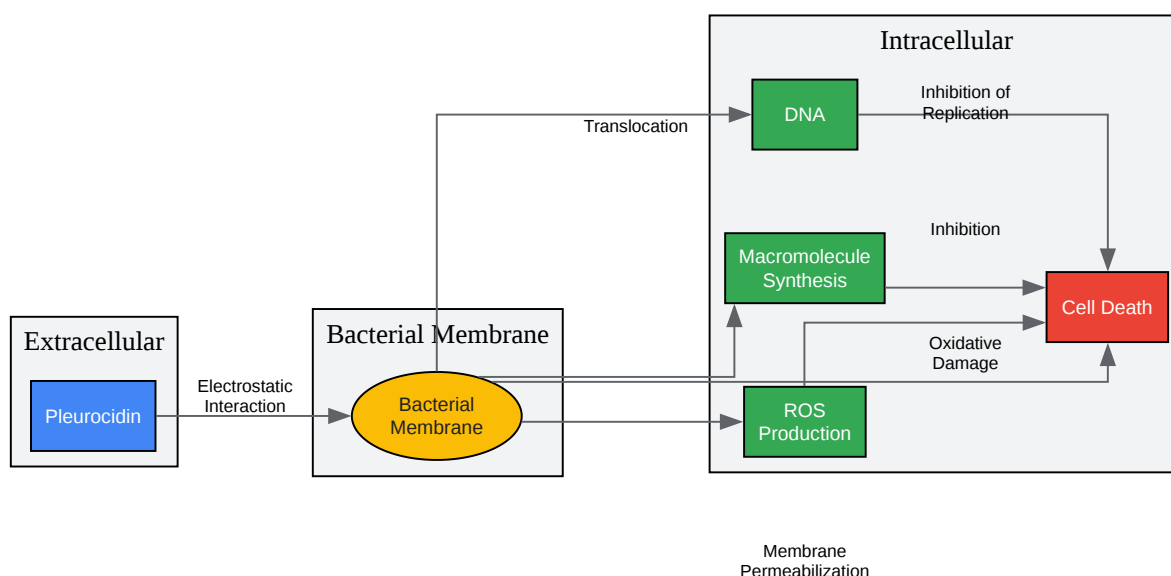 Intracellular
Inhibition of
Replication
DNA
Translocation
Inhibition
Macromolecule
Synthesis
Cell Death
Extracellular
Bacterial Membrane
Oxidative
Damage
Electrostatic
Interaction
Pleurocidin
Bacterial
Membrane
ROS
Production
Membrane
Permeabilization